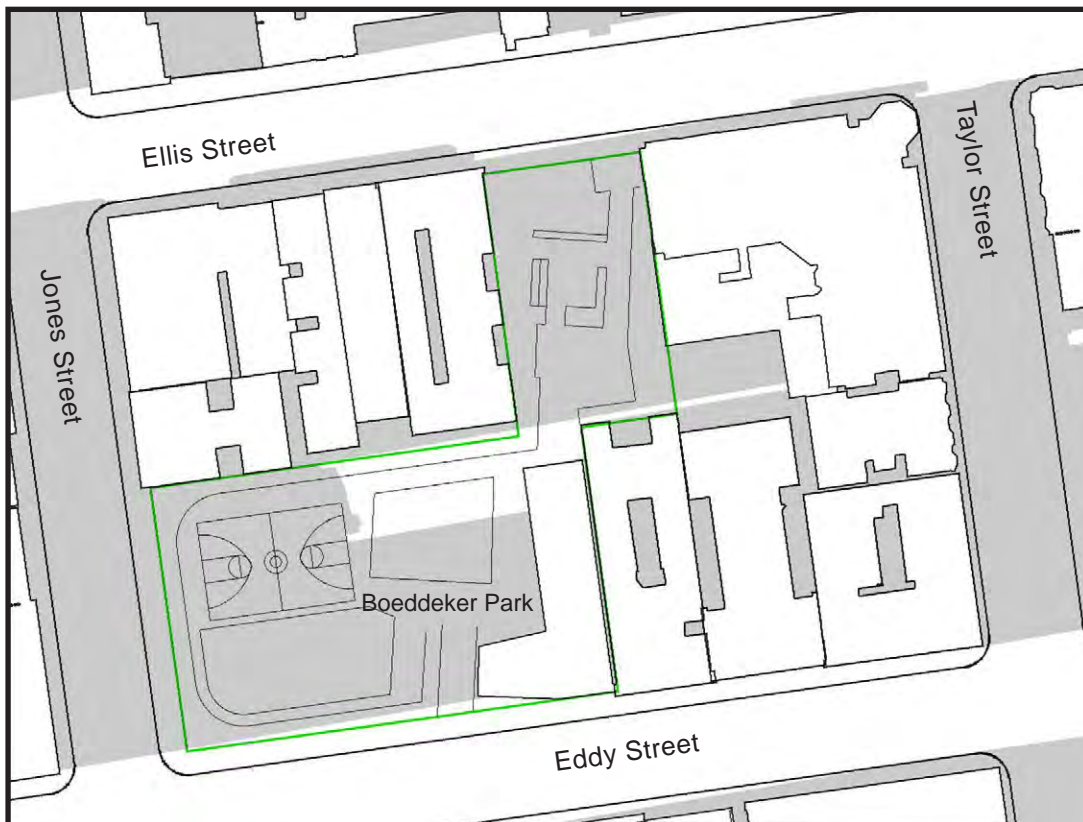 Ellis Street
Taylor Street
Jones Street
Boeddeker Park
Eddy Street